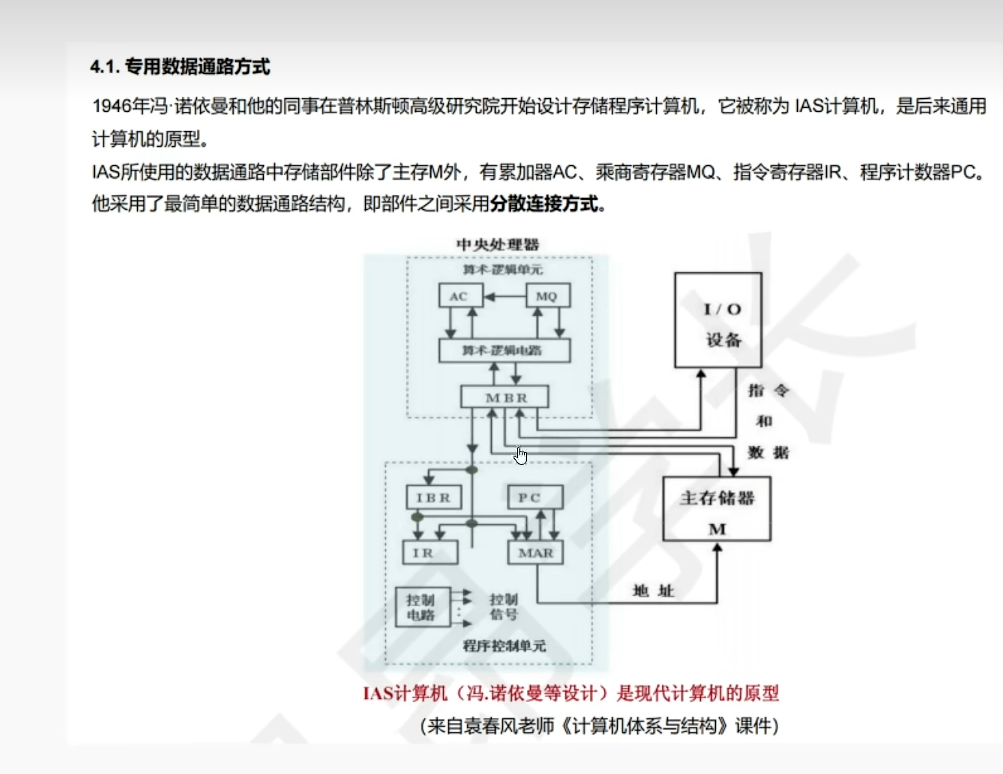 4.1. 专用数据通路方式
1946年冯·诺依曼和他的同事在普林斯顿高级研究院开始设计存储程序计算机，它被称为 IAS计算机，是后来通用
计算机的原型。
IAS所使用的数据通路中存储部件除了主存M外，有累加器AC、乘商寄存器MQ、指令寄存器IR、程序计数器PC。
他采用了最简单的数据通路结构，即部件之间采用分散连接方式。
中央处理器
算术-逻辑单元
AC
MQ
算术-逻辑电路
MBR
I/O
设备
指令
和
数据
IBR
PC
主存储器
M
IR
MAR
地址
控制
电路
控制
信号
程序控制单元
IAS计算机（冯.诺依曼等设计）是现代计算机的原型
（来自袁春风老师《计算机体系与结构》课件）